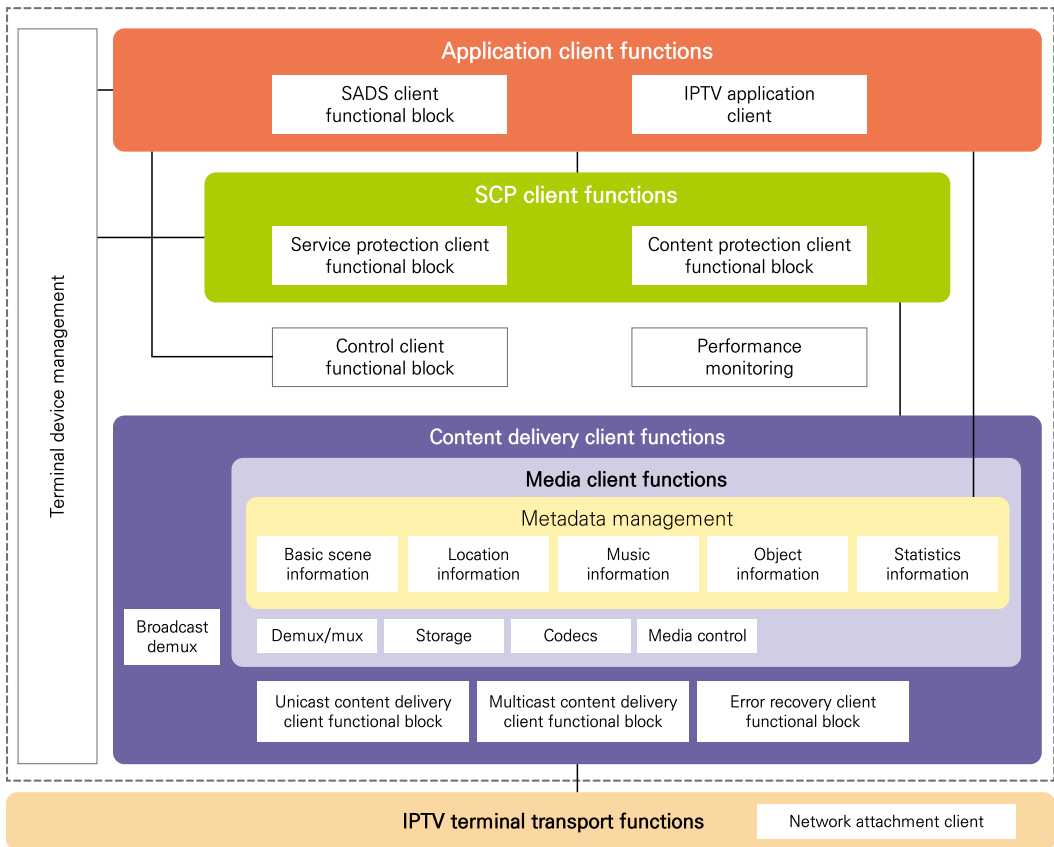 Terminal device management
Application client functions
SADS client
functional block
IPTV application
client
SCP client functions
Service protection client
functional block
Content protection client
functional block
Control client
functional block
Performance
monitoring
Content delivery client functions
Media client functions
Metadata management
Basic scene
information
Location
information
Music
information
Object
information
Statistics
information
Broadcast
demux
Demux/mux
Storage
Codecs
Media control
Unicast content delivery
client functional block
Multicast content delivery
client functional block
Error recovery client
functional block
IPTV terminal transport functions
Network attachment client